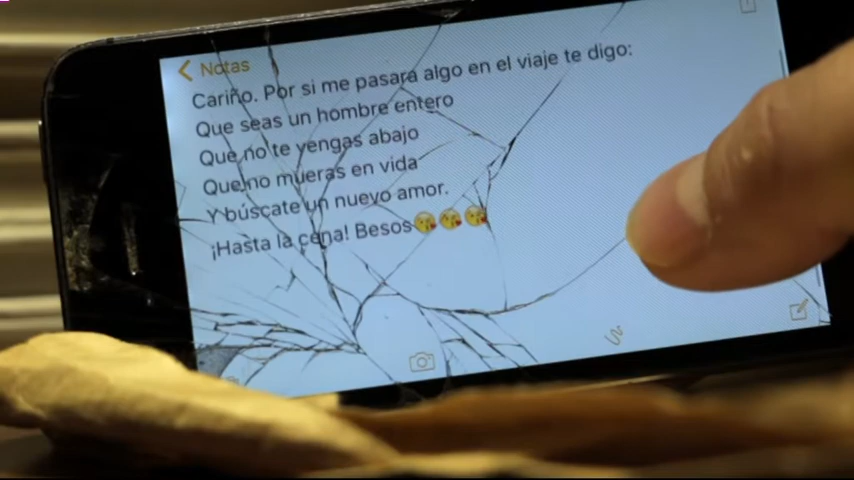 Notas
Cariño. Por si me pasara algo en el viaje te digo:
Que seas un hombre entero
Que no te vengas abajo
Que no mueras en vida
Y búscate un nuevo amor.
¡Hasta la cena! Besos😘😘😘